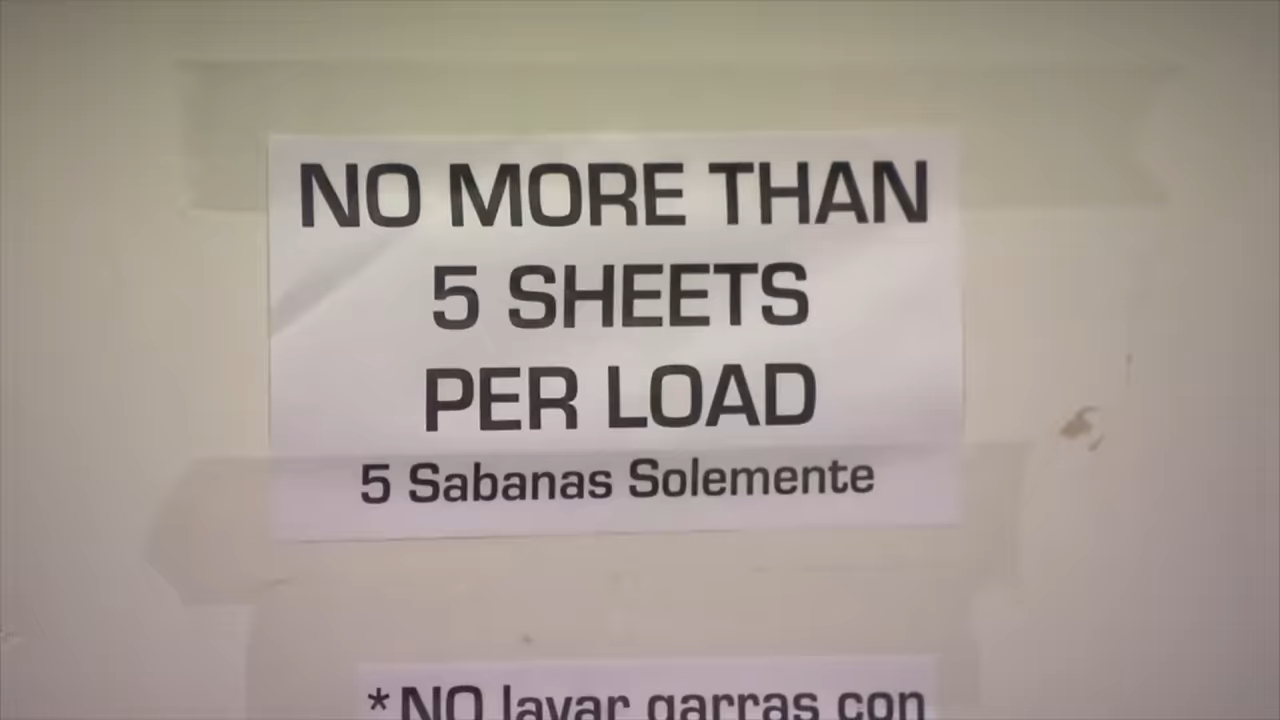 NO MORE THAN
5 SHEETS
PER LOAD
5 Sabanas Solemente
*NO lavar garras con